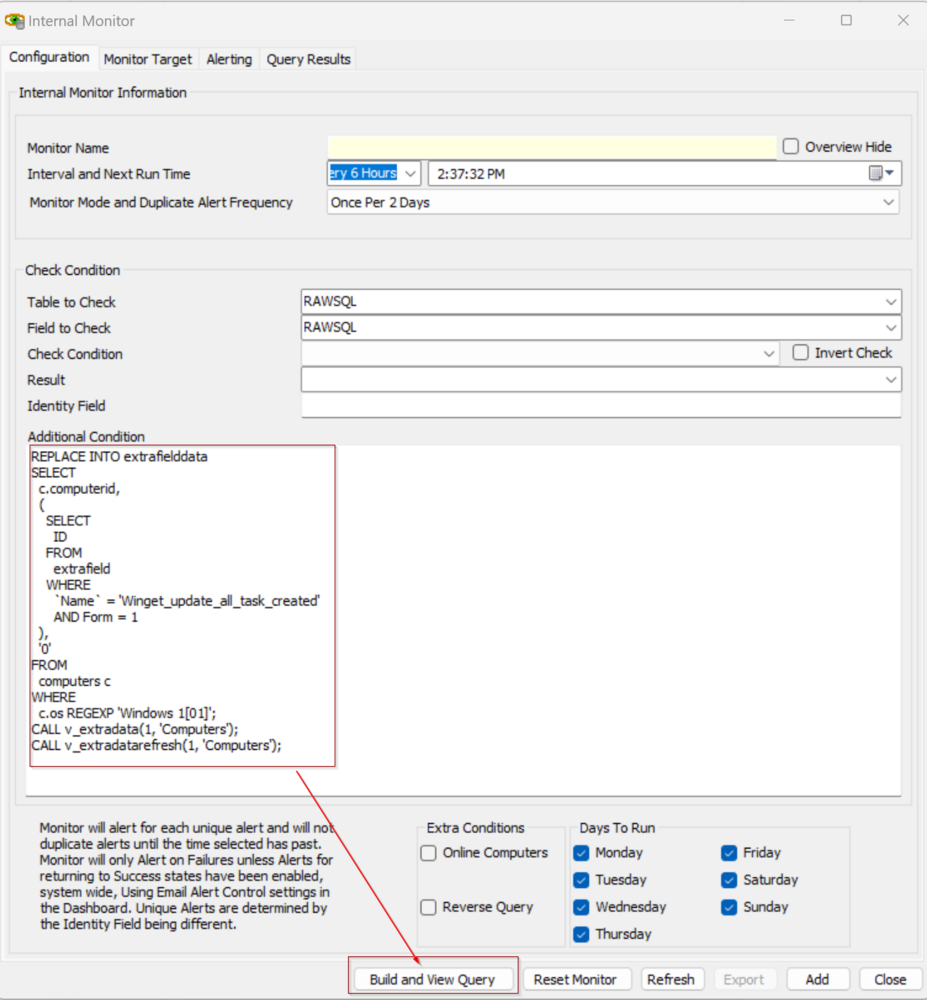 Internal Monitor
Configuration Monitor Target Alerting Query Results
Internal Monitor Information
Monitor Name
Overview Hide
Interval and Next Run Time ery 6 Hours 2:37:32 PM
Monitor Mode and Duplicate Alert Frequency Once Per 2 Days
Check Condition
Table to Check RAWSQL
Field to Check RAWSQL
Check Condition Invert Check
Result
Identity Field
Additional Condition
REPLACE INTO extrafielddata
SELECT
c.computerid,
(
SELECT
ID
FROM
extrafield
WHERE
`Name` = 'Winget_update_all_task_created'
AND Form = 1
),
'0'
FROM
computers c
WHERE
c.os REGEXP 'Windows 1[01]';
CALL v_extradata(1, 'Computers');
CALL v_extradatarefresh(1, 'Computers');
Monitor will alert for each unique alert and will not
duplicate alerts until the time selected has past.
Monitor will only Alert on Failures unless Alerts for
returning to Success states have been enabled,
system wide, Using Email Alert Control settings in
the Dashboard. Unique Alerts are determined by
the Identity Field being different.
Extra Conditions
Online Computers
Reverse Query
Days To Run
Monday Friday
Tuesday Saturday
Wednesday Sunday
Thursday
Build and View Query Reset Monitor Refresh Export Add Close